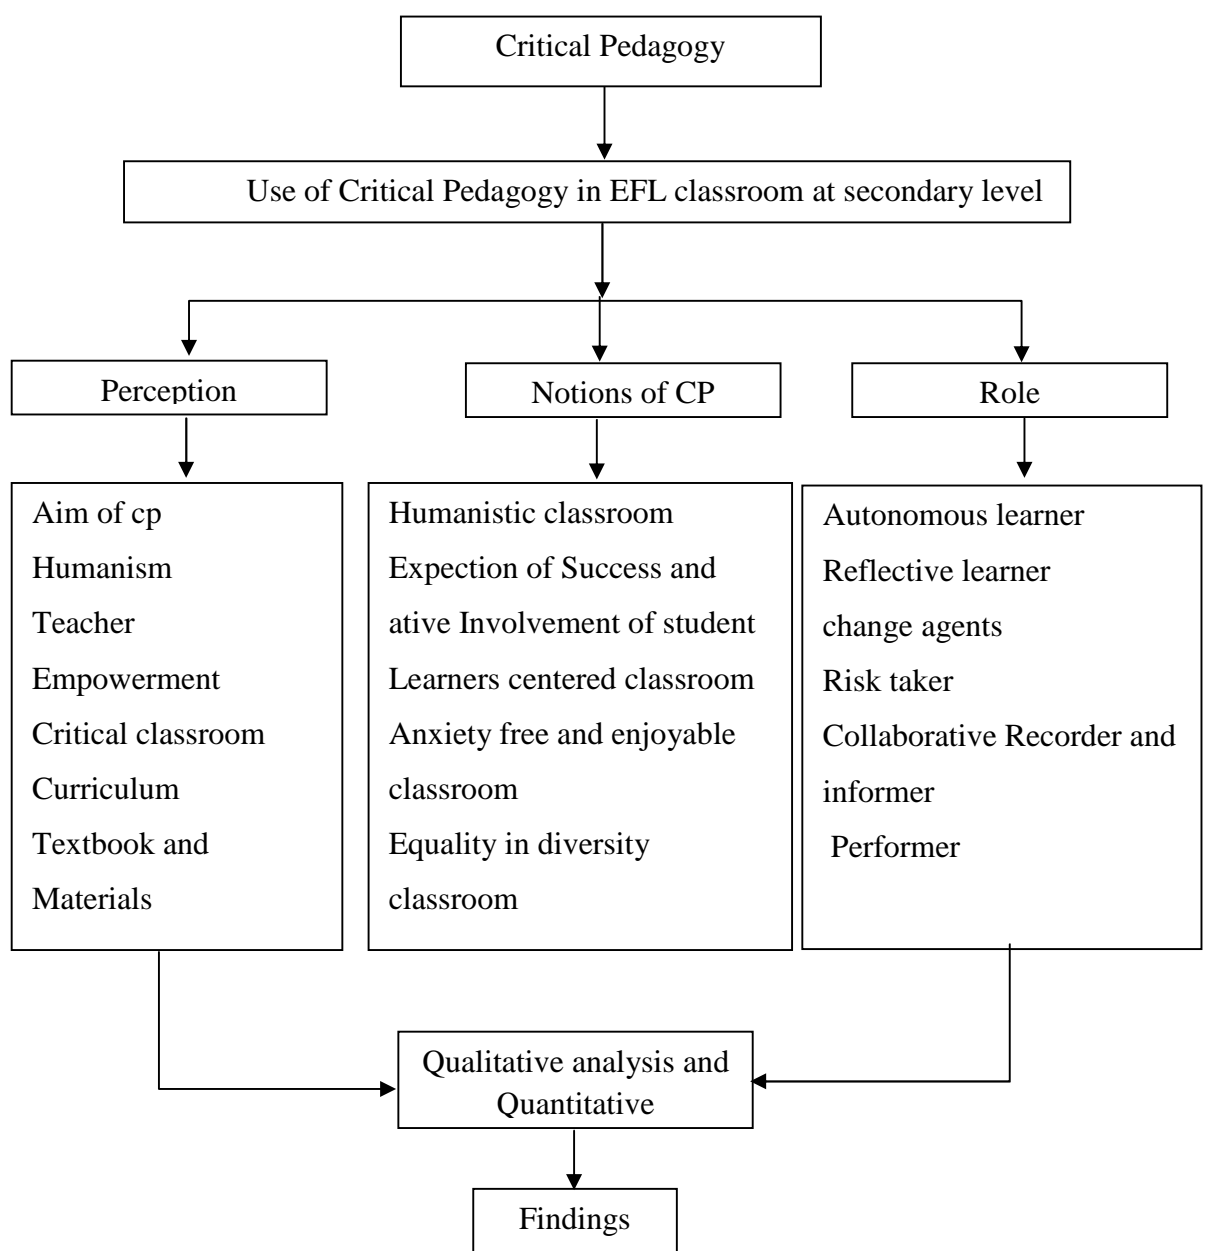 Critical Pedagogy
Use of Critical Pedagogy in EFL classroom at secondary level
Perception
Notions of CP
Role
Aim of cp
Humanism
Teacher
Empowerment
Critical classroom
Curriculum
Textbook and
Materials
Humanistic classroom
Expection of Success and
ative Involvement of student
Learners centered classroom
Anxiety free and enjoyable
classroom
Equality in diversity
classroom
Autonomous learner
Reflective learner
change agents
Risk taker
Collaborative Recorder and
informer
Performer
Qualitative analysis and
Quantitative
Findings